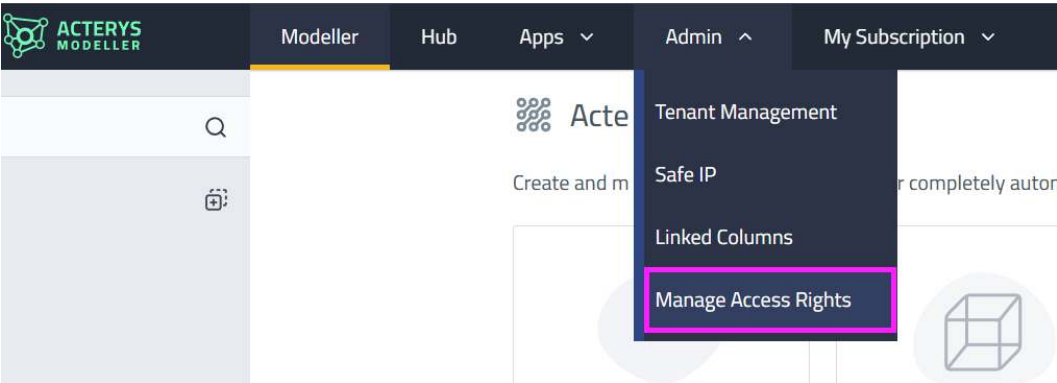 ACTERYS
MODELLER
Modeller
Hub
Apps
Admin
My Subscription
Tenant Management
Safe IP
Linked Columns
Manage Access Rights
Acte
Create and m
r completely autor